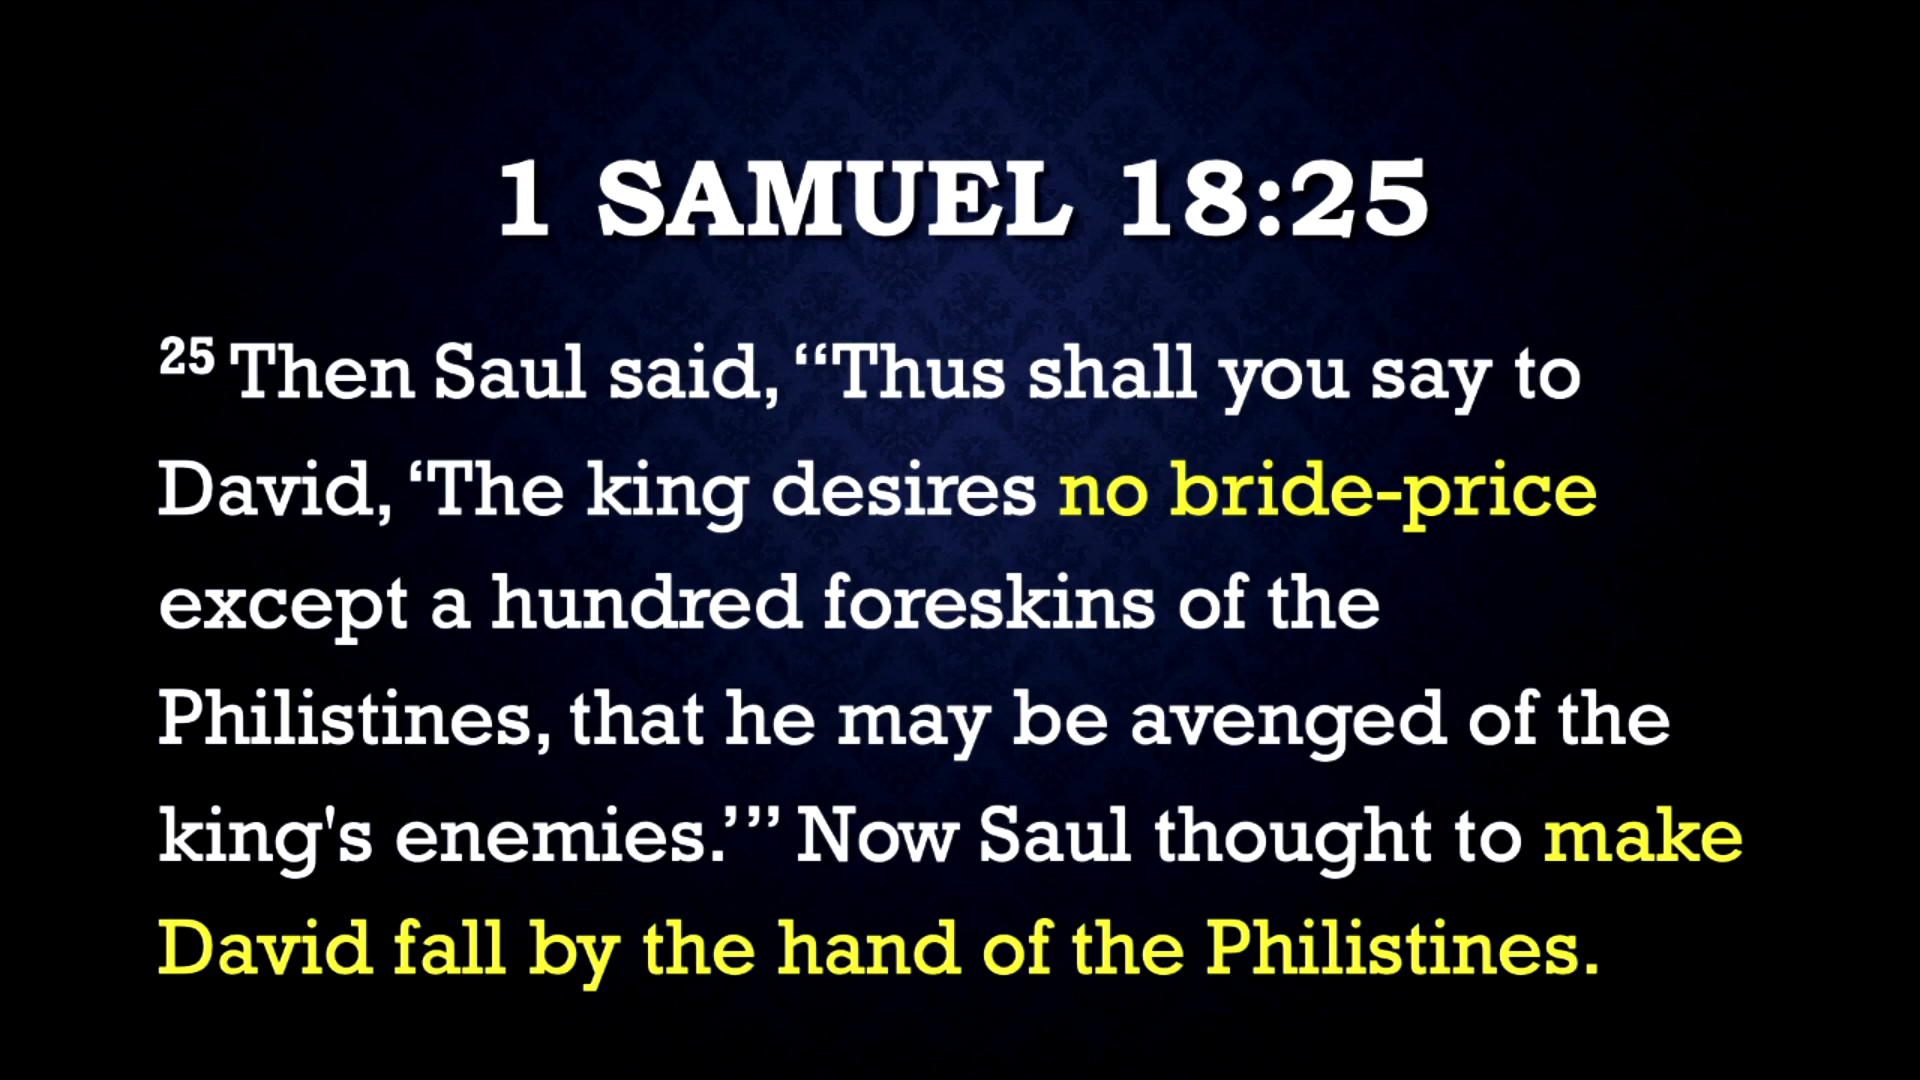 1 SAMUEL 18:25
25 Then Saul said, “Thus shall you say to
David, ‘The king desires no bride-price
except a hundred foreskins of the
Philistines, that he may be avenged of the
king's enemies.’” Now Saul thought to make
David fall by the hand of the Philistines.